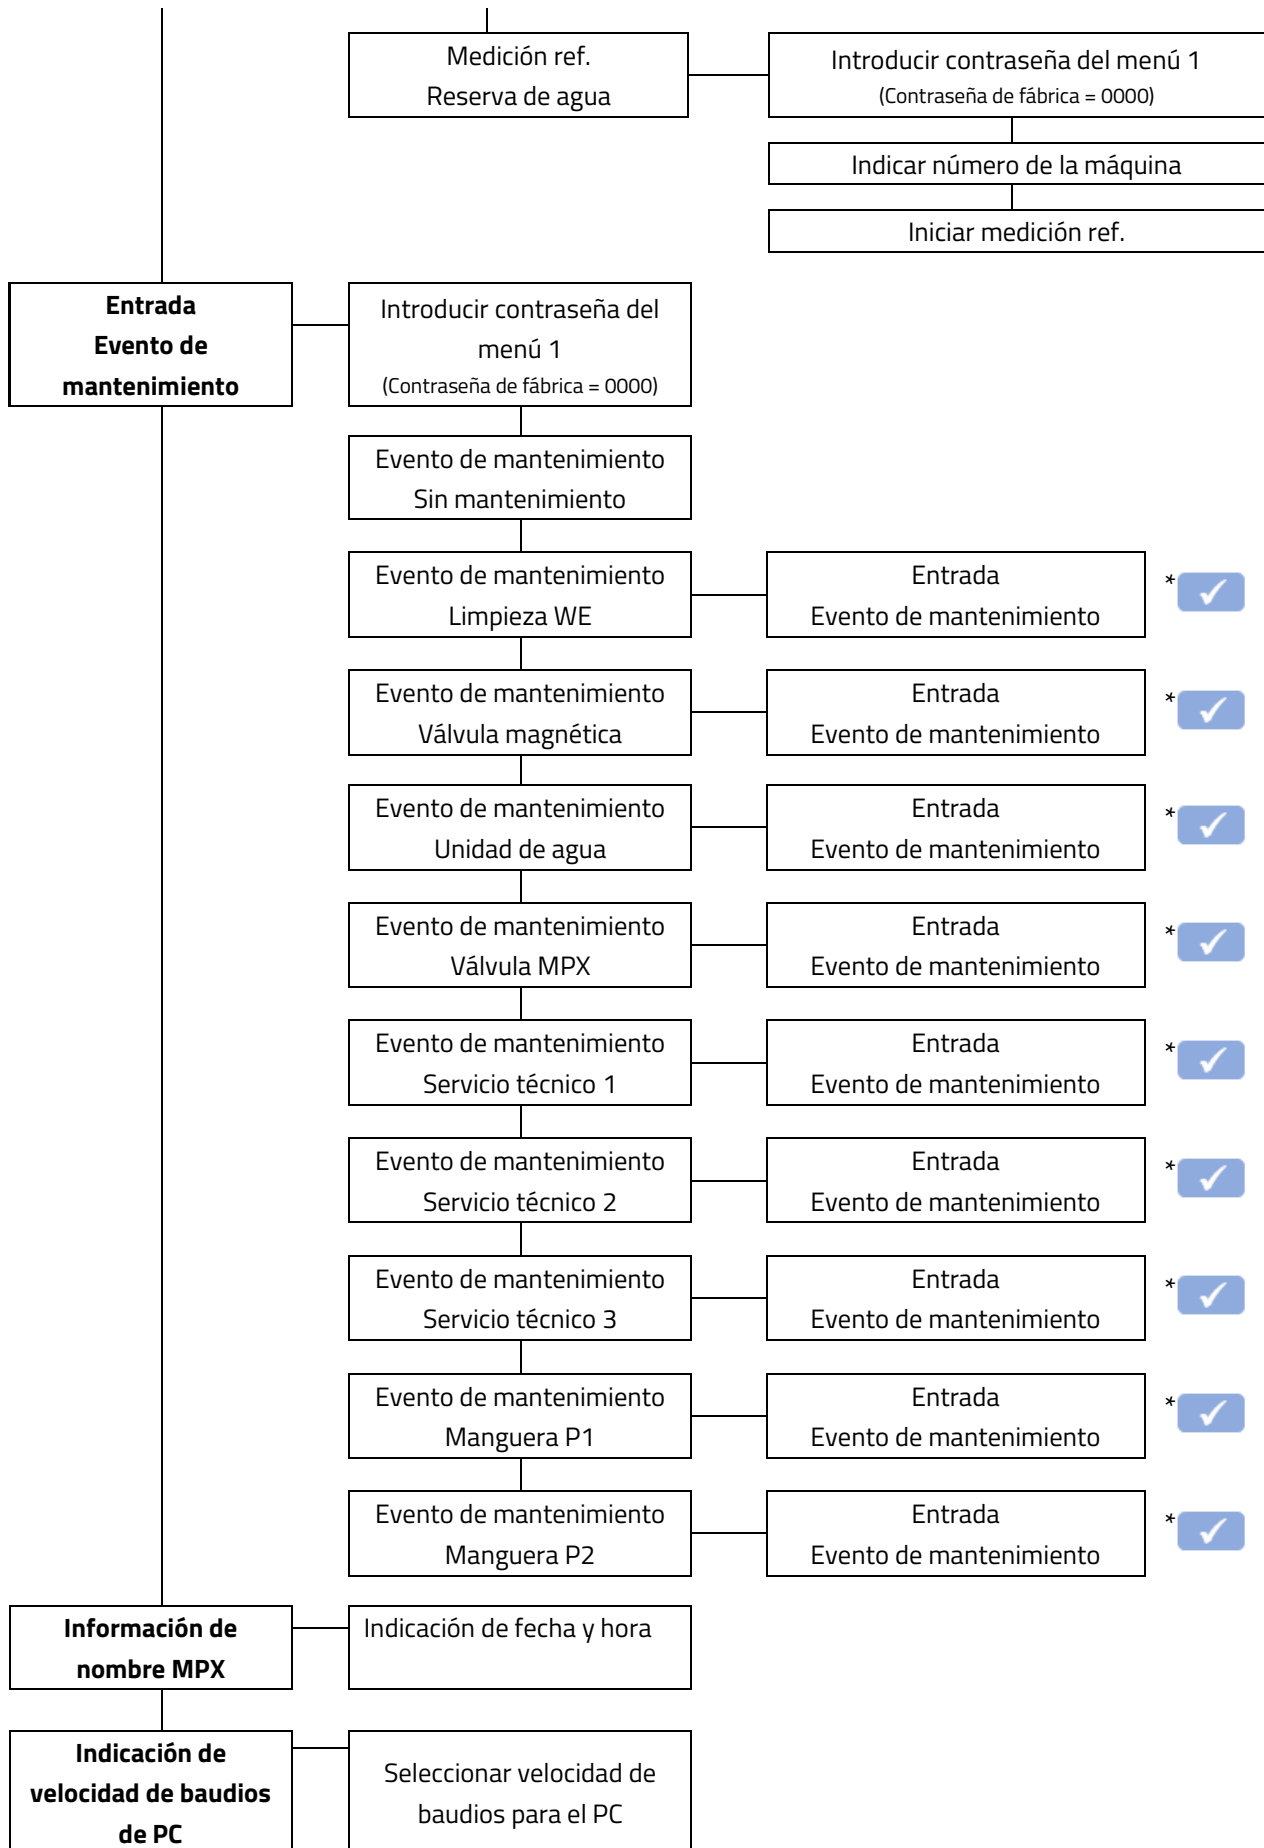 Medición ref.
Reserva de agua
Introducir contraseña del menú 1
(Contraseña de fábrica = 0000)
Indicar número de la máquina
Iniciar medición ref.
Entrada
Evento de
mantenimiento
Introducir contraseña del
menú 1
(Contraseña de fábrica = 0000)
Evento de mantenimiento
Sin mantenimiento
Evento de mantenimiento
Limpieza WE
Entrada
Evento de mantenimiento
*
Evento de mantenimiento
Válvula magnética
Entrada
Evento de mantenimiento
*
Evento de mantenimiento
Unidad de agua
Entrada
Evento de mantenimiento
*
Evento de mantenimiento
Válvula MPX
Entrada
Evento de mantenimiento
*
Evento de mantenimiento
Servicio técnico 1
Entrada
Evento de mantenimiento
*
Evento de mantenimiento
Servicio técnico 2
Entrada
Evento de mantenimiento
*
Evento de mantenimiento
Servicio técnico 3
Entrada
Evento de mantenimiento
*
Evento de mantenimiento
Manguera P1
Entrada
Evento de mantenimiento
*
Evento de mantenimiento
Manguera P2
Entrada
Evento de mantenimiento
*
Información de
nombre MPX
Indicación de fecha y hora
Indicación de
velocidad de baudios
de PC
Seleccionar velocidad de
baudios para el PC